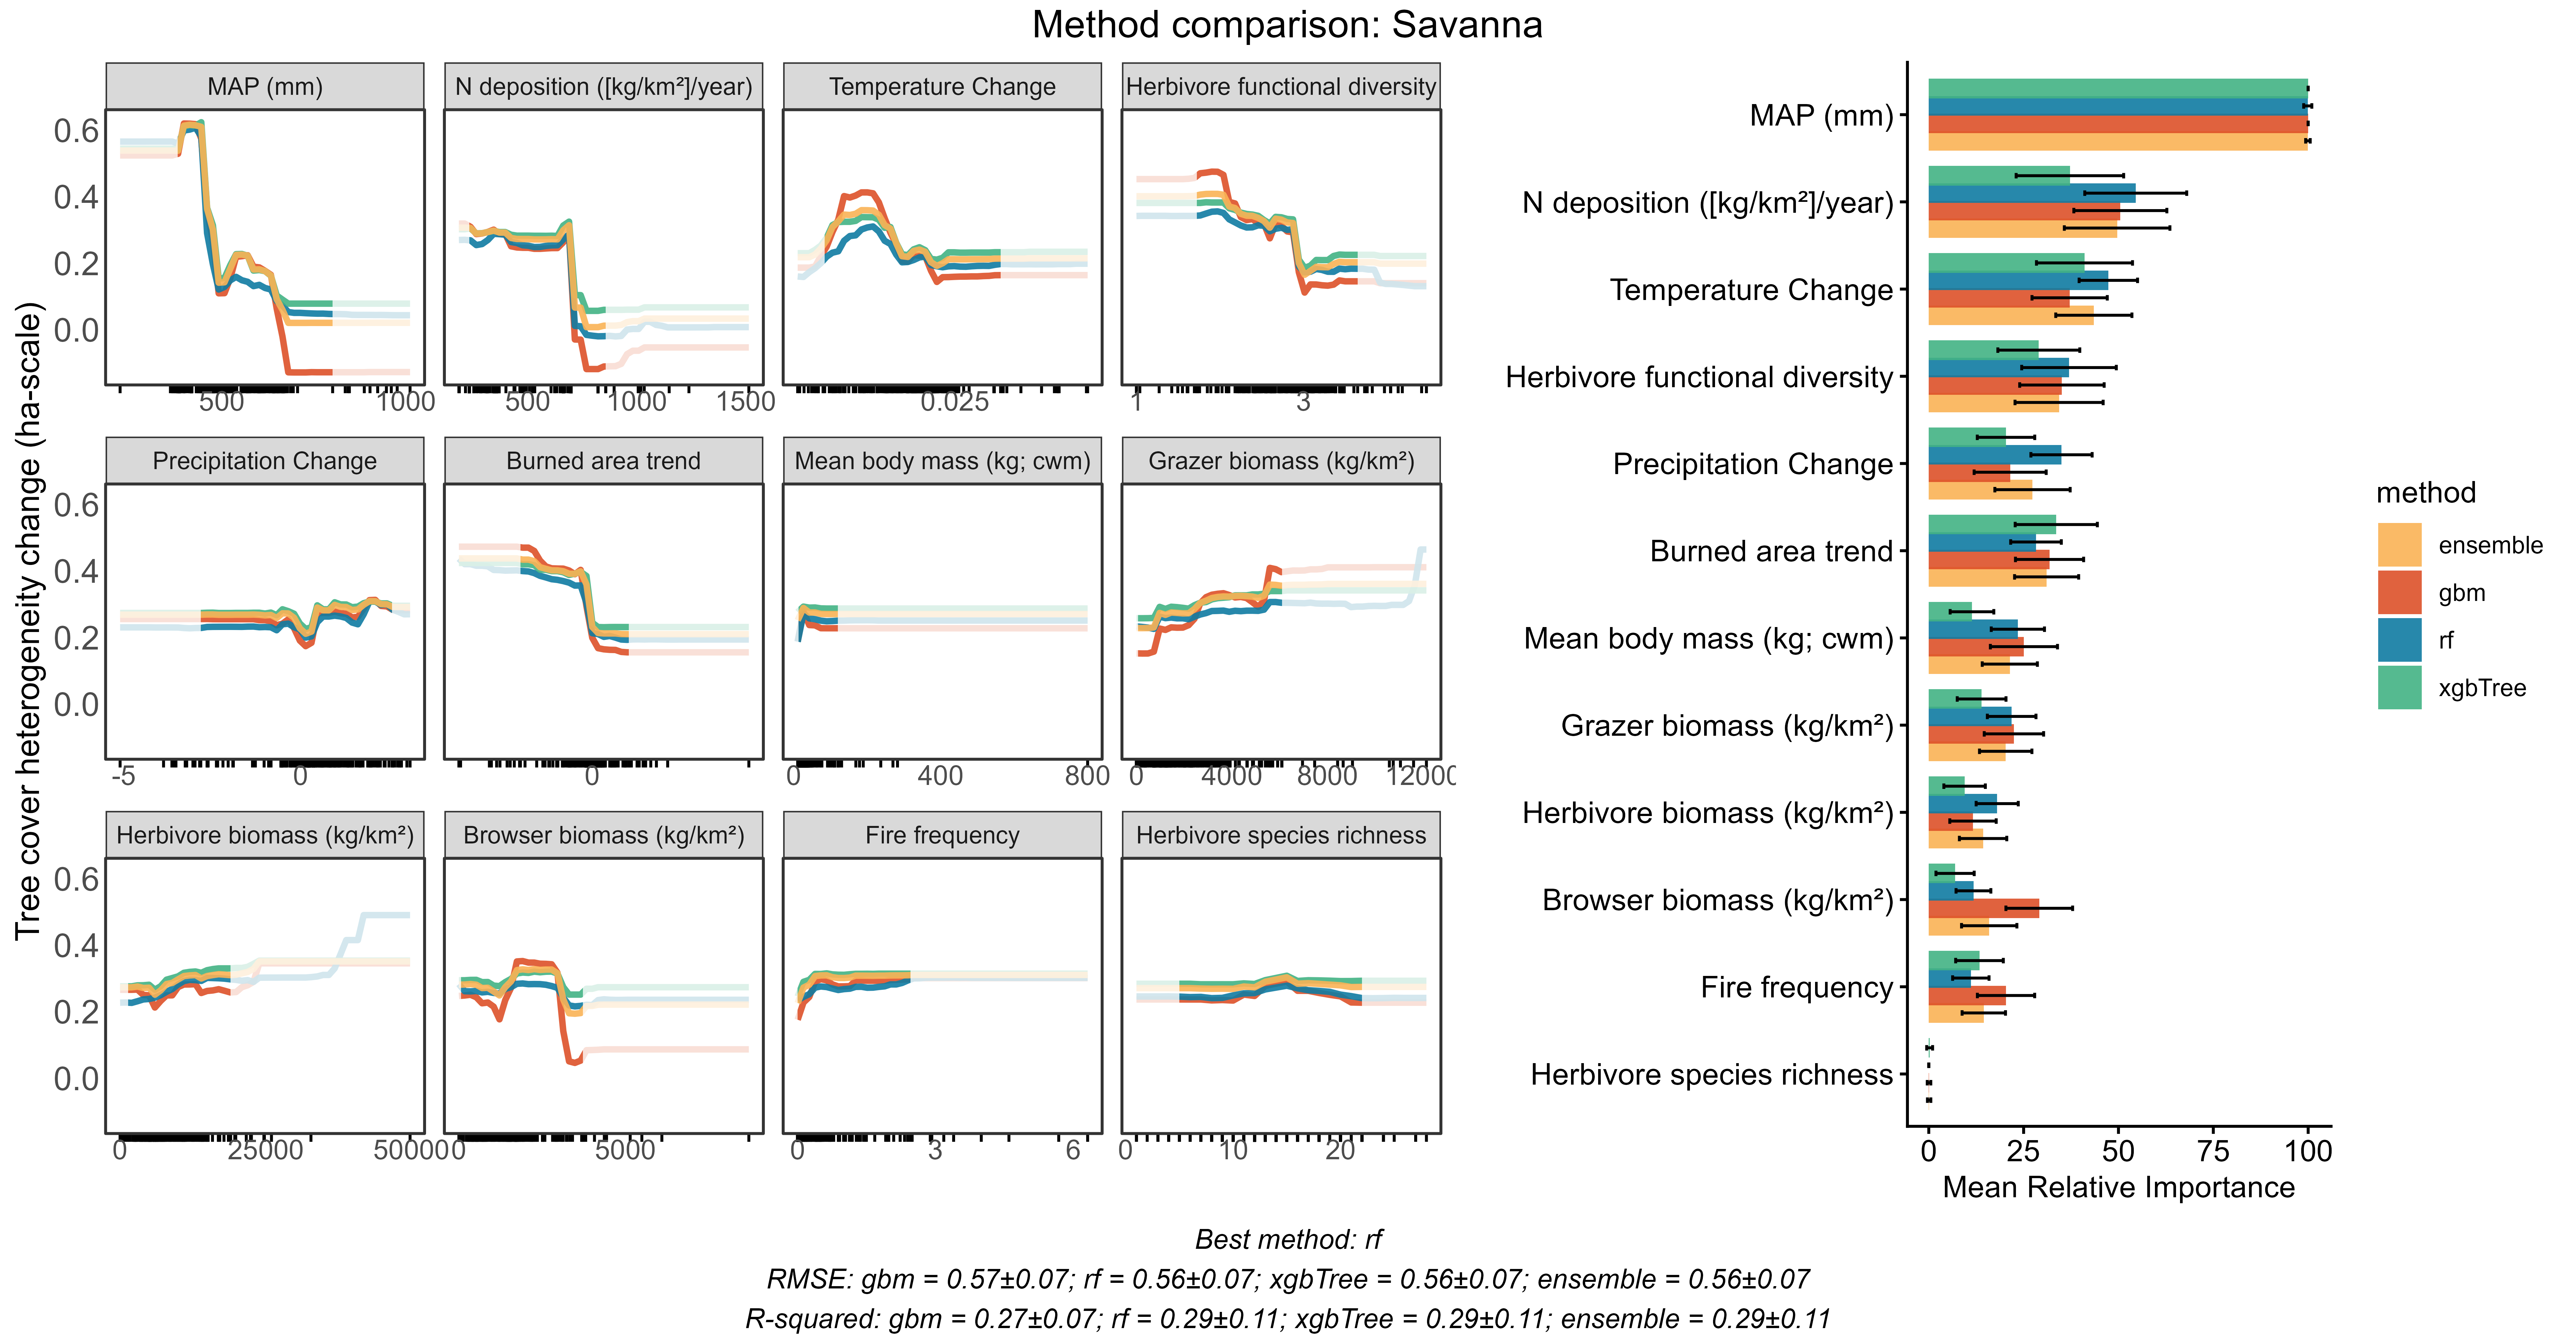 Method comparison: Savanna
Tree cover heterogeneity change (ha-scale)
MAP (mm)
N deposition ([kg/km²]/year)
Temperature Change
Herbivore functional diversity
0.6
0.4
0.2
0.0
500 1000
500 1000 1500
0.025
1 3
Precipitation Change
Burned area trend
Mean body mass (kg; cwm)
Grazer biomass (kg/km²)
0.6
0.4
0.2
0.0
-5 0
0
0 400 800
0 4000 8000 12000
Herbivore biomass (kg/km²)
Browser biomass (kg/km²)
Fire frequency
Herbivore species richness
0.6
0.4
0.2
0.0
0 25000 50000
0 5000
0 3 6
0 10 20
MAP (mm)
N deposition ([kg/km²]/year)
Temperature Change
Herbivore functional diversity
Precipitation Change
Burned area trend
Mean body mass (kg; cwm)
Grazer biomass (kg/km²)
Herbivore biomass (kg/km²)
Browser biomass (kg/km²)
Fire frequency
Herbivore species richness
0 25 50 75 100
Mean Relative Importance
method
ensemble
gbm
rf
xgbTree
Best method: rf
RMSE: gbm = 0.57±0.07; rf = 0.56±0.07; xgbTree = 0.56±0.07; ensemble = 0.56±0.07
R-squared: gbm = 0.27±0.07; rf = 0.29±0.11; xgbTree = 0.29±0.11; ensemble = 0.29±0.11